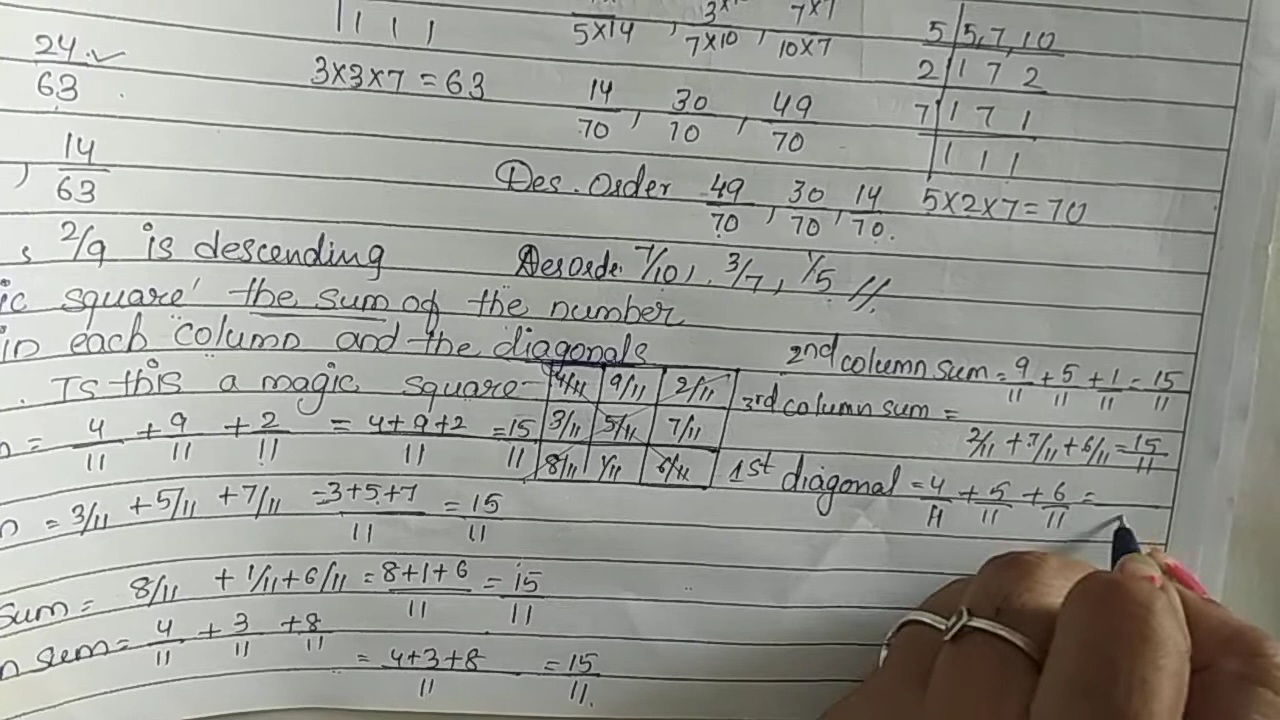 1 1 1
5×14 , 7×10 , 10×7
5 | 5,7,10
24
63
3×3×7 = 63
2 | 1 7 2
14/70 , 30/70 , 49/70
7 | 1 7 1
1 1 1
, 14/63
Des. Order 49/70 , 30/70 , 14/70.
5×2×7=70
2/9 is descending
Des Orde. 7/10, 3/7, 1/5 //.
ic square' the sum of the number
in each column and the diagonals
2nd column sum = 9/11 + 5/11 + 1/11 = 15/11
. Is this a magic square-
4/11 9/11 2/11
3/11 5/11 7/11
8/11 1/11 6/11
3rd column sum =
2/11 + 7/11 + 6/11 = 15/11
= 4/11 + 9/11 + 2/11 = 4+9+2/11 = 15/11
1st diagonal = 4/11 + 5/11 + 6/11 =
= 3/11 + 5/11 + 7/11 = 3+5+7/11 = 15/11
sum = 8/11 + 1/11 + 6/11 = 8+1+6/11 = 15/11
n sum = 4/11 + 3/11 + 8/11
= 4+3+8/11 = 15/11.